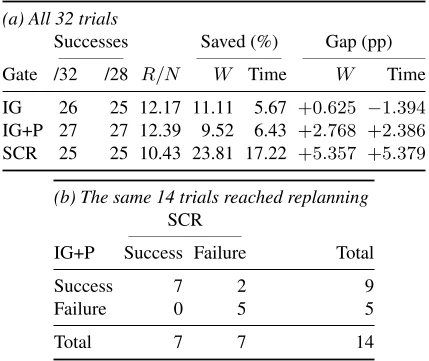 (a) All 32 trials
Successes Saved (%) Gap (pp)
Gate /32 /28 R/N W Time W Time
IG 26 25 12.17 11.11 5.67 +0.625 −1.394
IG+P 27 27 12.39 9.52 6.43 +2.768 +2.386
SCR 25 25 10.43 23.81 17.22 +5.357 +5.379
(b) The same 14 trials reached replanning
SCR
IG+P Success Failure Total
Success 7 2 9
Failure 0 5 5
Total 7 7 14